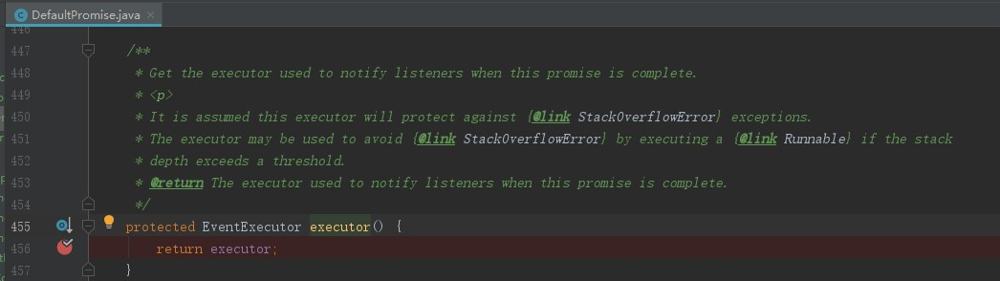 DefaultPromise.java
446
447 /**
448 * Get the executor used to notify listeners when this promise is complete.
449 * <p>
450 * It is assumed this executor will protect against {@link StackOverflowError} exceptions.
451 * The executor may be used to avoid {@link StackOverflowError} by executing a {@link Runnable} if the stack
452 * depth exceeds a threshold.
453 * @return The executor used to notify listeners when this promise is complete.
454 */
455 protected EventExecutor executor() {
456 return executor;
457 }